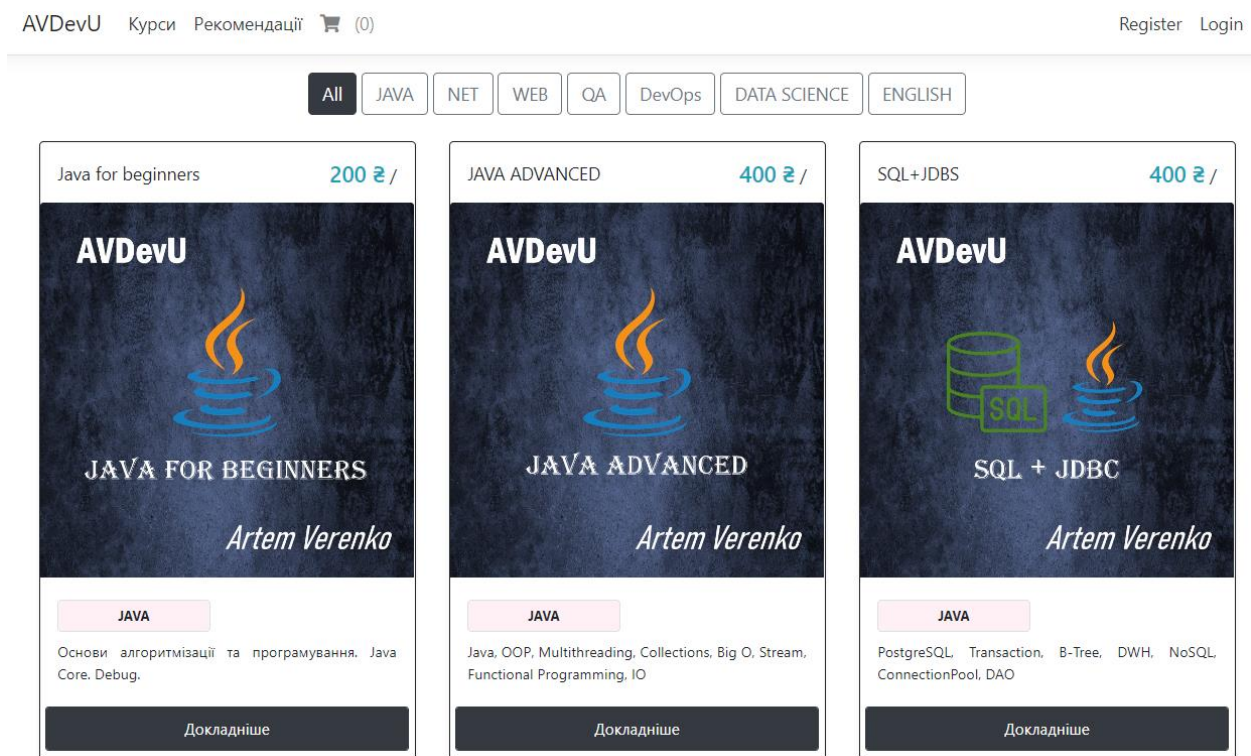 AVDevU Курси Рекомендації (0) Register Login
All JAVA NET WEB QA DevOps DATA SCIENCE ENGLISH
Java for beginners 200 ₴ /
AVDevU
JAVA FOR BEGINNERS
Artem Verenko
JAVA
Основи алгоритмізації та програмування. Java
Core. Debug.
Докладніше
JAVA ADVANCED 400 ₴ /
AVDevU
JAVA ADVANCED
Artem Verenko
JAVA
Java, OOP, Multithreading, Collections, Big O, Stream,
Functional Programming, IO
Докладніше
SQL+JDBS 400 ₴ /
AVDevU
SQL
SQL + JDBC
Artem Verenko
JAVA
PostgreSQL, Transaction, B-Tree, DWH, NoSQL,
ConnectionPool, DAO
Докладніше